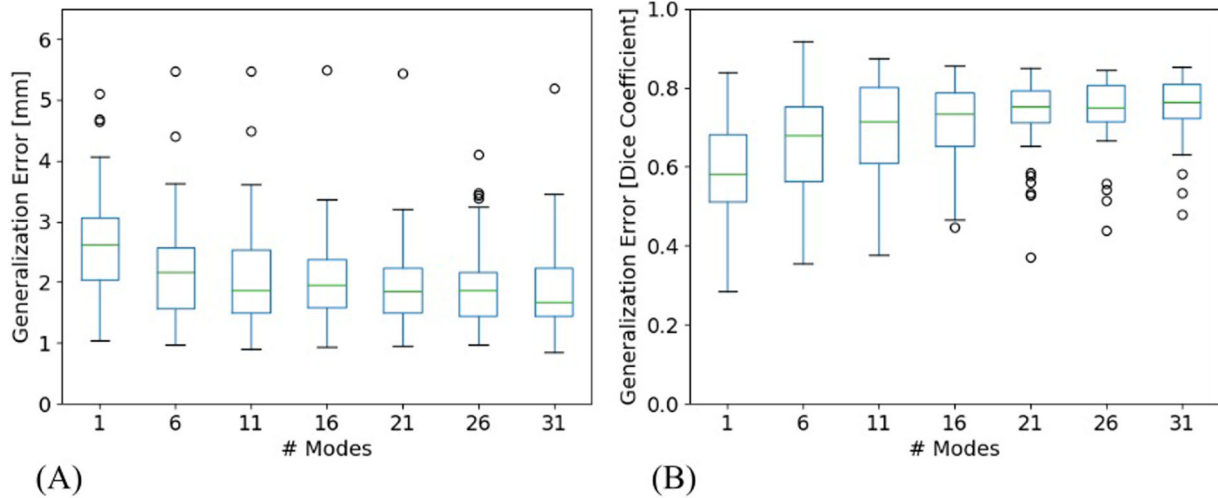 Generalization Error [mm]
6
5
4
3
2
1
0
1 6 11 16 21 26 31
# Modes
(A)
Generalization Error [Dice Coefficient]
1.0
0.8
0.6
0.4
0.2
0.0
1 6 11 16 21 26 31
# Modes
(B)